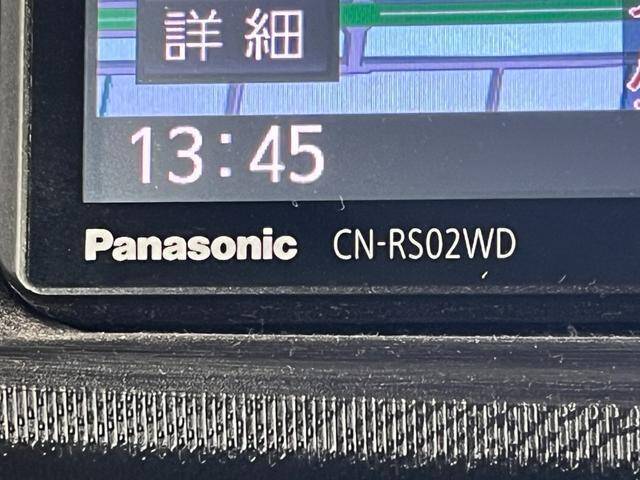 詳細
13:45
Panasonic CN-RS02WD